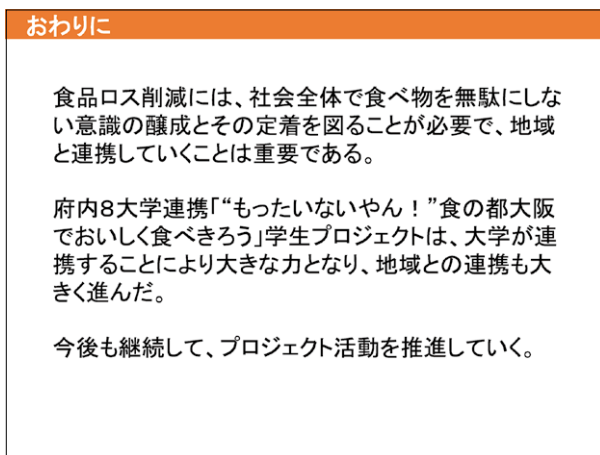 おわりに
食品ロス削減には、社会全体で食べ物を無駄にしな
い意識の醸成とその定着を図ることが必要で、地域
と連携していくことは重要である。
府内８大学連携「“もったいないやん！”食の都大阪
でおいしく食べきろう」学生プロジェクトは、大学が連
携することにより大きな力となり、地域との連携も大
きく進んだ。
今後も継続して、プロジェクト活動を推進していく。